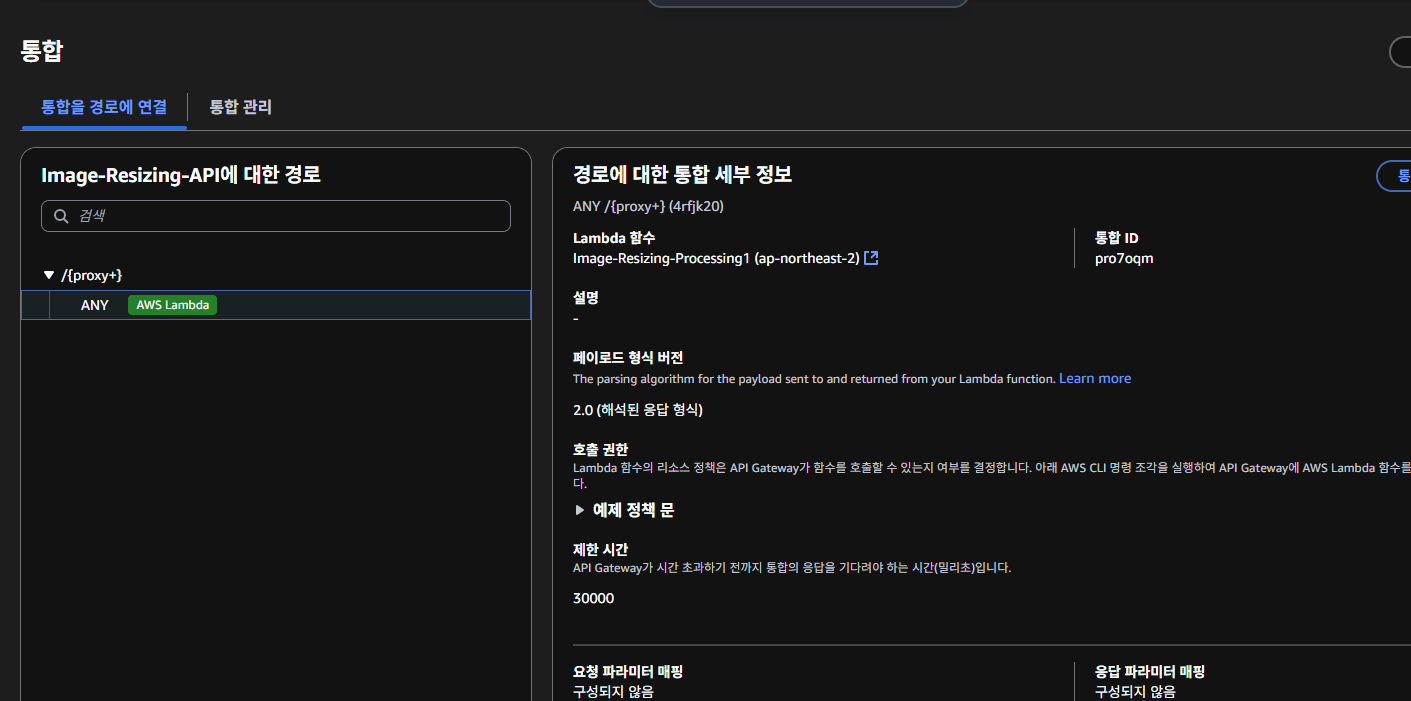 통합
통합을 경로에 연결
통합 관리
Image-Resizing-API에 대한 경로
검색
/{proxy+}
ANY AWS Lambda
경로에 대한 통합 세부 정보
통
ANY /{proxy+} (4rfjk20)
Lambda 함수
Image-Resizing-Processing1 (ap-northeast-2)
통합 ID
pro7oqm
설명
-
페이로드 형식 버전
The parsing algorithm for the payload sent to and returned from your Lambda function. Learn more
2.0 (해석된 응답 형식)
호출 권한
Lambda 함수의 리소스 정책은 API Gateway가 함수를 호출할 수 있는지 여부를 결정합니다. 아래 AWS CLI 명령 조각을 실행하여 API Gateway에 AWS Lambda 함수를
다.
예제 정책 문
제한 시간
API Gateway가 시간 초과하기 전까지 통합의 응답을 기다려야 하는 시간(밀리초)입니다.
30000
요청 파라미터 매핑
구성되지 않음
응답 파라미터 매핑
구성되지 않음